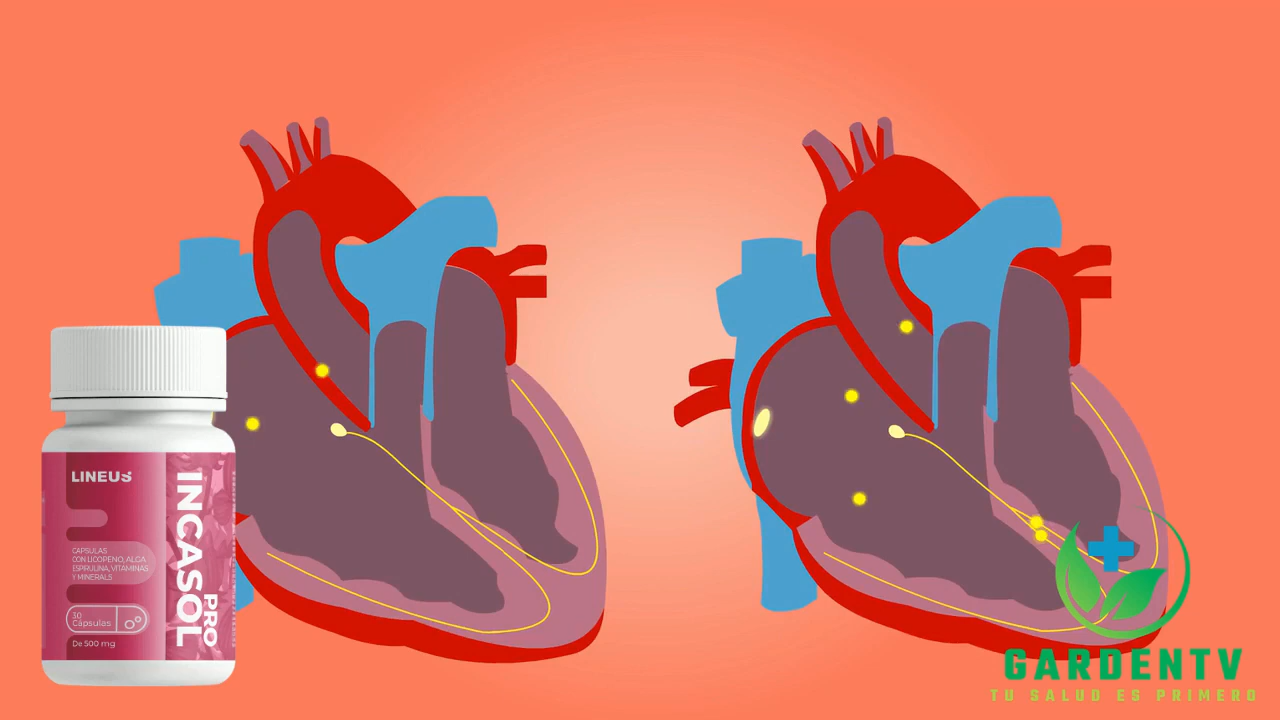 LINEUS
CAPSULAS
CON LICOPENO, ALGA
ESPIRULINA, VITAMINAS
Y MINERALS
30
Cápsulas
De 500 mg
INCASOL
PRO
GARDENTV
TU SALUD ES PRIMERO